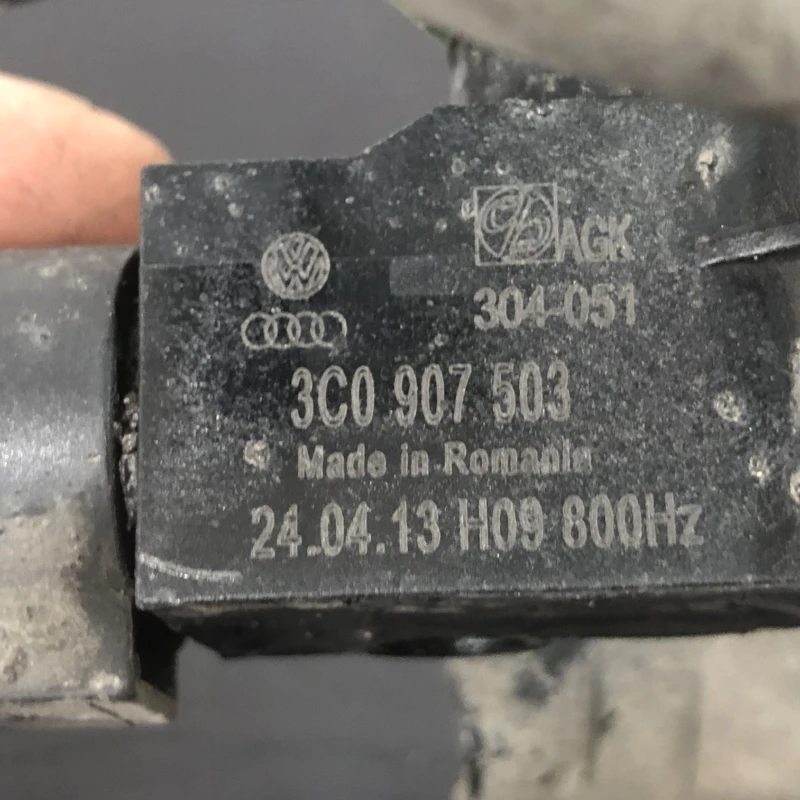 AGK
304-051
3C0 907 503
Made in Romania
24.04.13 H09 800Hz